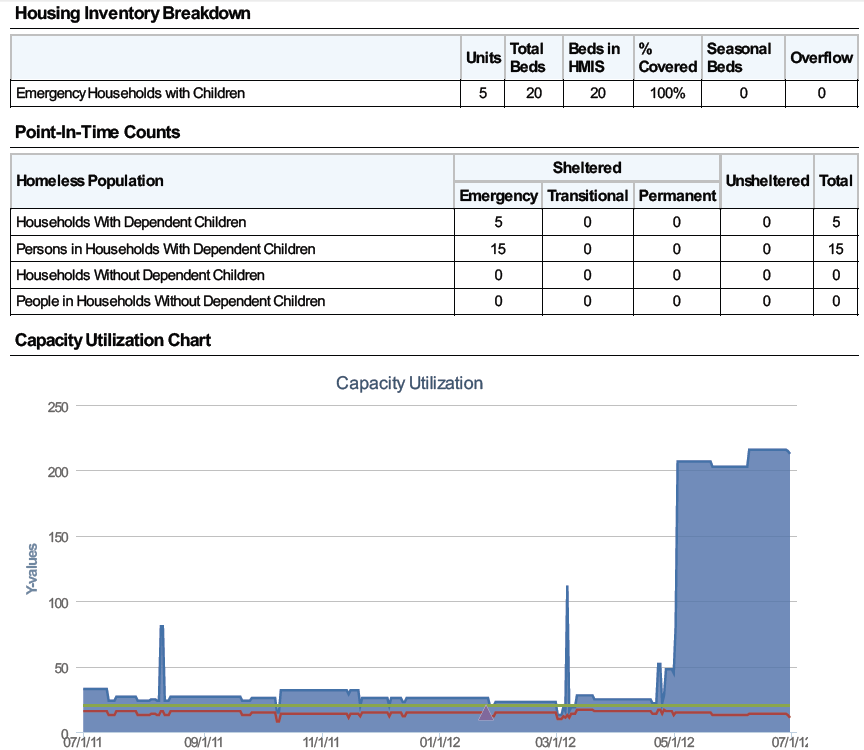 Housing Inventory Breakdown
Units Total Beds Beds in HMIS % Covered Seasonal Beds Overflow
Emergency Households with Children 5 20 20 100% 0 0
Point-In-Time Counts
Homeless Population Sheltered Unsheltered Total
Emergency Transitional Permanent
Households With Dependent Children 5 0 0 0 5
Persons in Households With Dependent Children 15 0 0 0 15
Households Without Dependent Children 0 0 0 0 0
People in Households Without Dependent Children 0 0 0 0 0
Capacity Utilization Chart
Capacity Utilization
250
200
150
100
50
0
Y-values
07/1/11 09/1/11 11/1/11 01/1/12 03/1/12 05/1/12 07/1/12